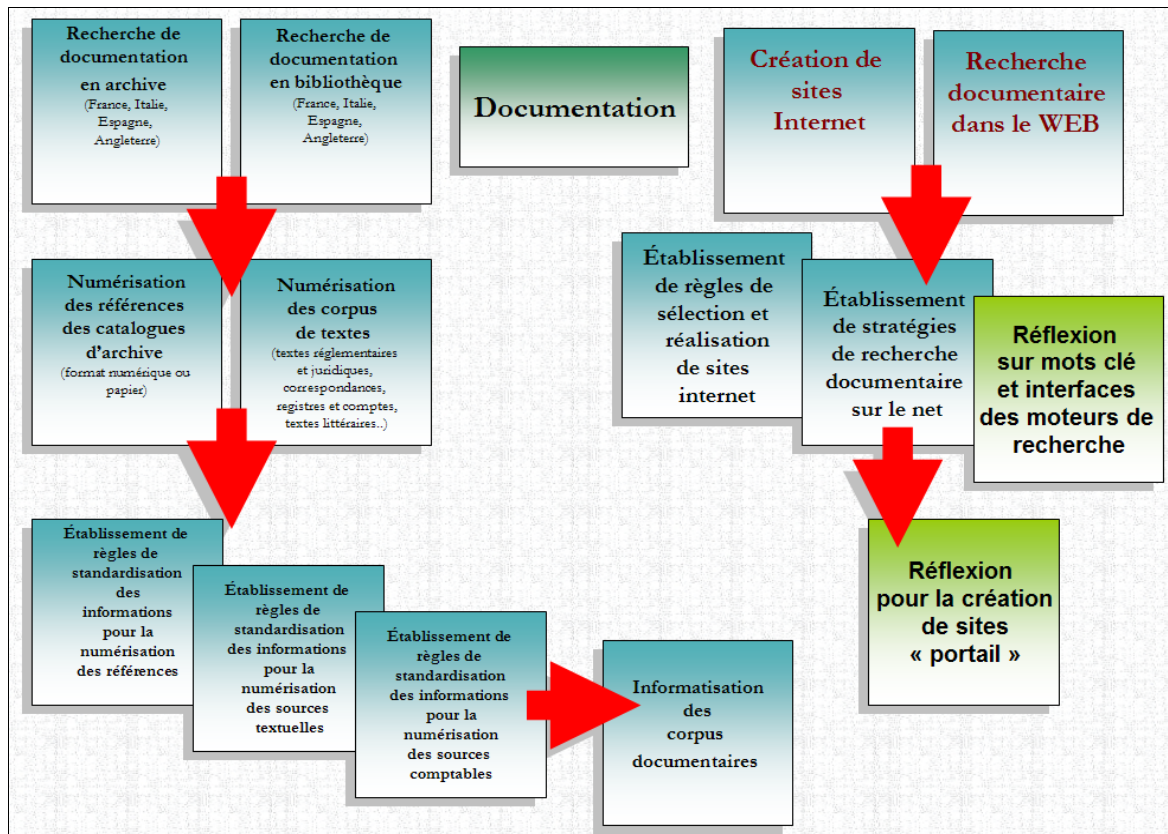 Recherche de
documentation
en archive
(France, Italie,
Espagne,
Angleterre)
Recherche de
documentation
en bibliothèque
(France, Italie,
Espagne,
Angleterre)
Documentation
Création de
sites
Internet
Recherche
documentaire
dans le WEB
Numérisation
des références
des catalogues
d’archive
(format numérique ou
papier)
Numérisation
des corpus
de textes
(textes réglementaires
et juridiques,
correspondances,
registres et comptes,
textes littéraires..)
Établissement
de règles de
sélection et
réalisation
de sites
internet
Établissement
de stratégies
de recherche
documentaire
sur le net
Réflexion
sur mots clé
et interfaces
des moteurs de
recherche
Établissement de
règles de
standardisation
des
informations
pour la
numérisation
des références
Établissement de
règles de
standardisation
des informations
pour la
numérisation
des sources
textuelles
Établissement de
règles de
standardisation
des informations
pour la
numérisation
des sources
comptables
Informatisation
des
corpus
documentaires
Réflexion
pour la création
de sites
« portail »